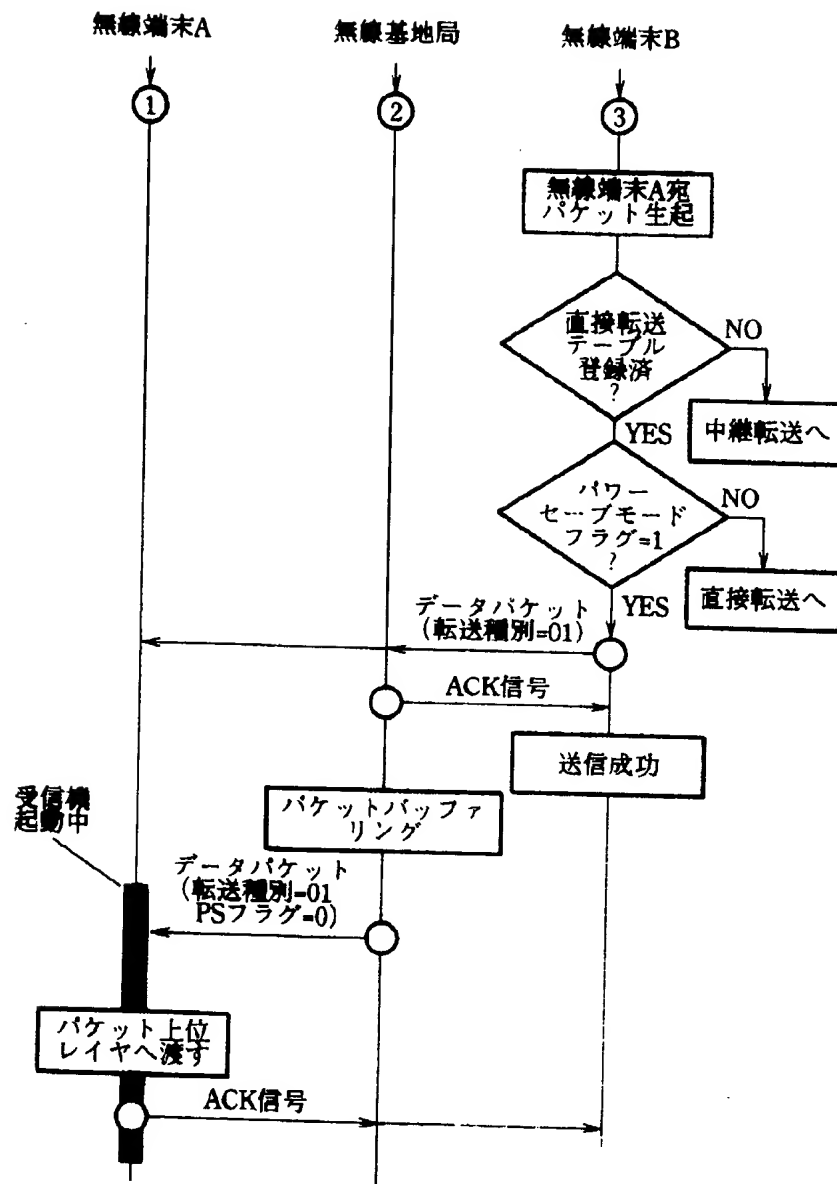 無線端末A
無線基地局
無線端末B
1
2
3
無線端末A宛
パケット生起
直接転送
テーブル
登録済
?
NO
YES
中継転送へ
パワー
セーブモード
フラグ=1
?
NO
YES
直接転送へ
データパケット
(転送種別=01)
ACK信号
送信成功
パケットバッファ
リング
受信機
起動中
データパケット
(転送種別=01
PSフラグ=0)
パケット上位
レイヤへ渡す
ACK信号